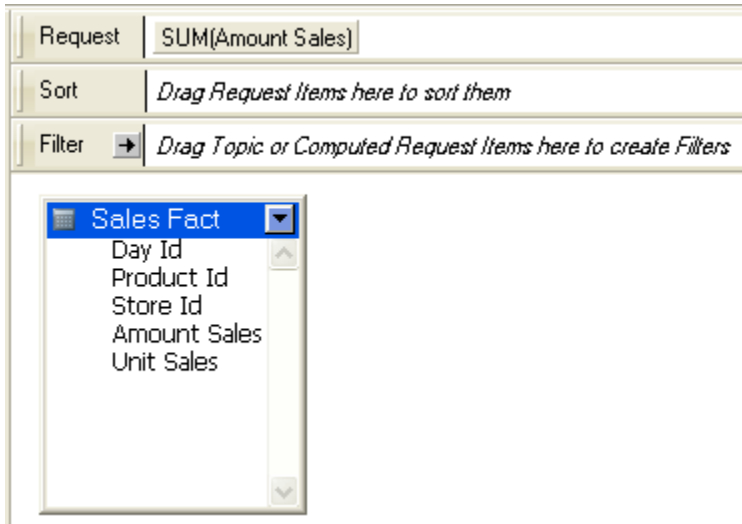 Request SUM(Amount Sales)
Sort Drag Request Items here to sort them
Filter Drag Topic or Computed Request Items here to create Filters
Sales Fact
Day Id
Product Id
Store Id
Amount Sales
Unit Sales